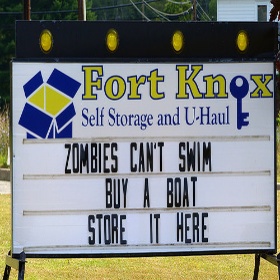 Fort Knox
Self Storage and U-Haul
ZOMBIES CAN'T SWIM
BUY A BOAT
STORE IT HERE